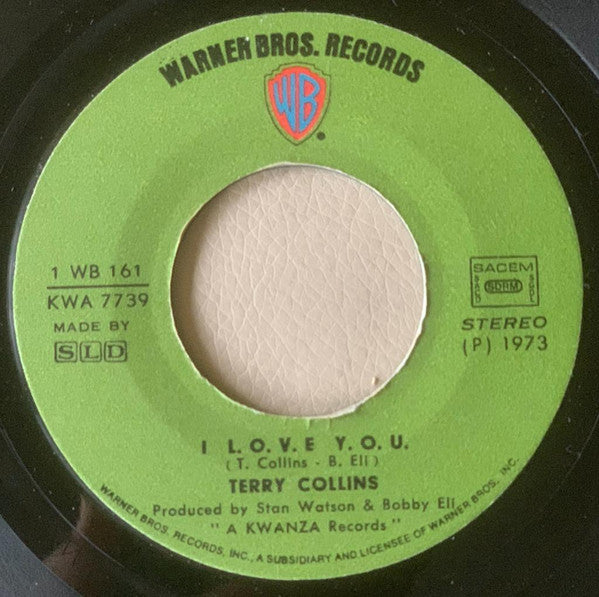 WARNER BROS. RECORDS
WB
1 WB 161
KWA 7739
MADE BY
SLD
SACEM
SDRM
STEREO
(P) 1973
I L.O.V.E Y.O.U.
(T. Collins - B. Eli)
TERRY COLLINS
Produced by Stan Watson & Bobby Eli
" A KWANZA Records "
WARNER BROS. RECORDS, INC., A SUBSIDIARY AND LICENSEE OF WARNER BROS. INC.